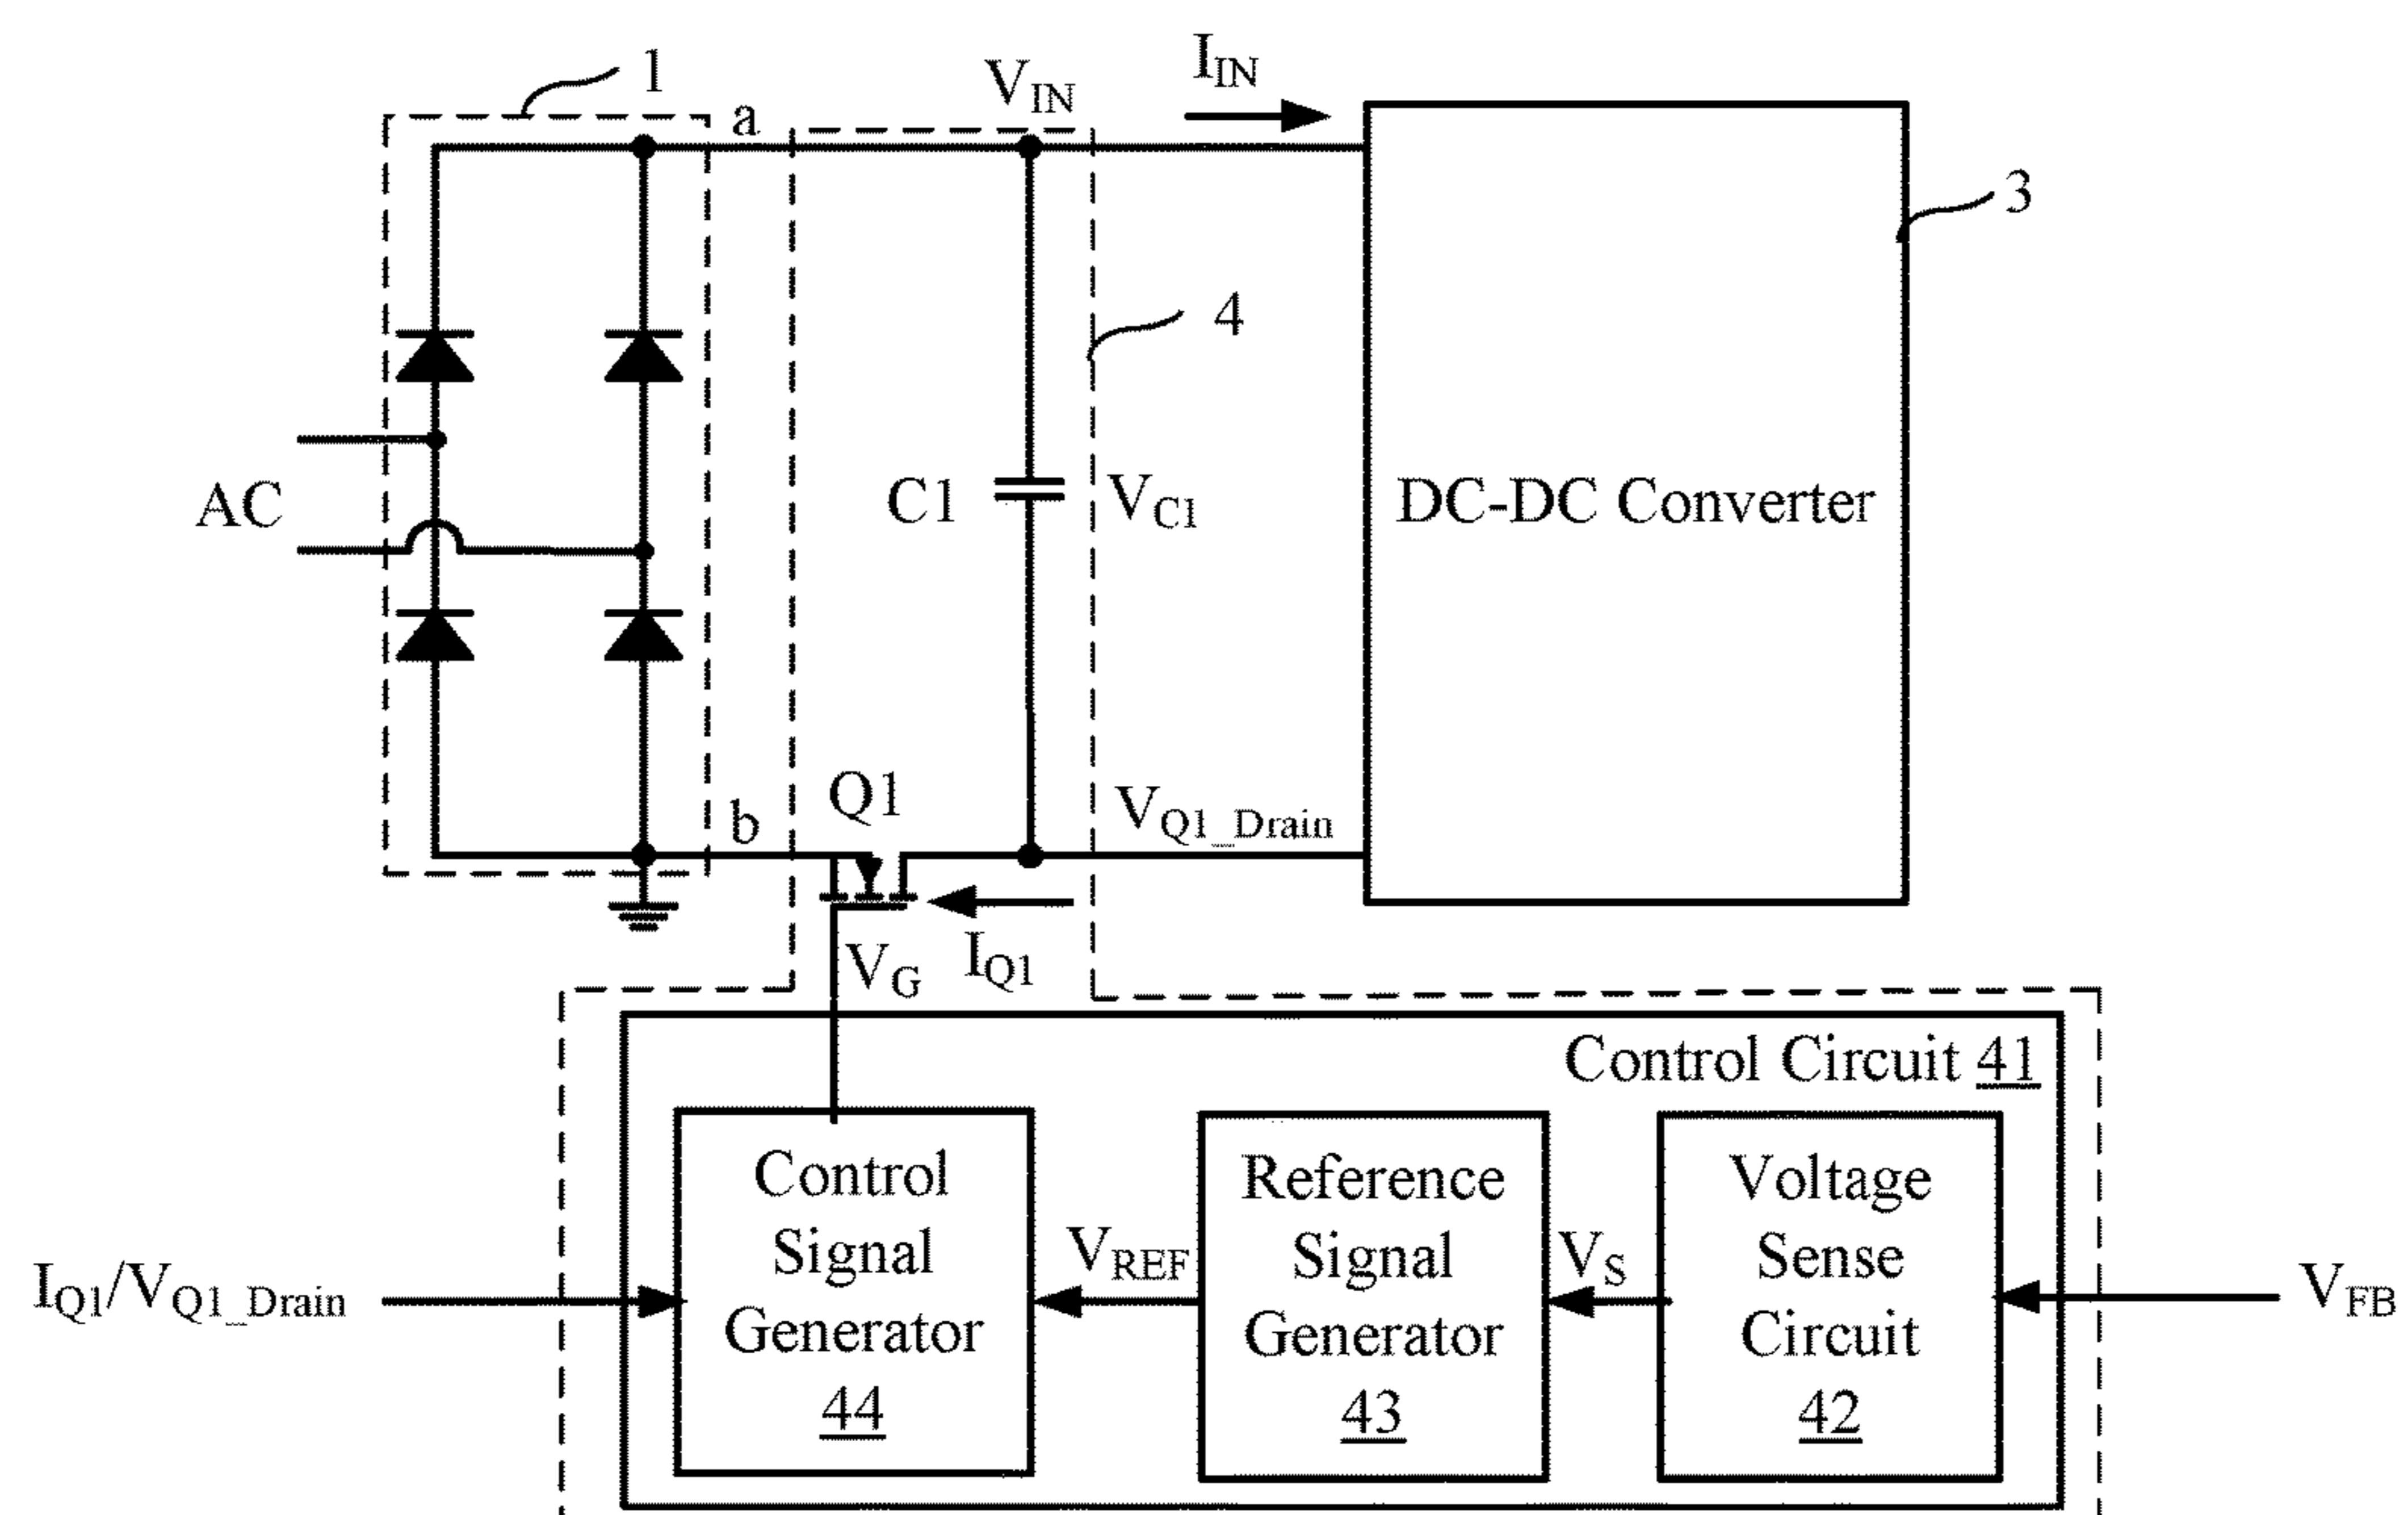 1
a
V_IN
I_IN
3
4
AC
C1
V_C1
DC-DC Converter
b
Q1
V_Q1_Drain
V_G
I_Q1
Control Circuit 41
Control
Signal
Generator
44
V_REF
Reference
Signal
Generator
43
V_S
Voltage
Sense
Circuit
42
I_Q1/V_Q1_Drain
V_FB